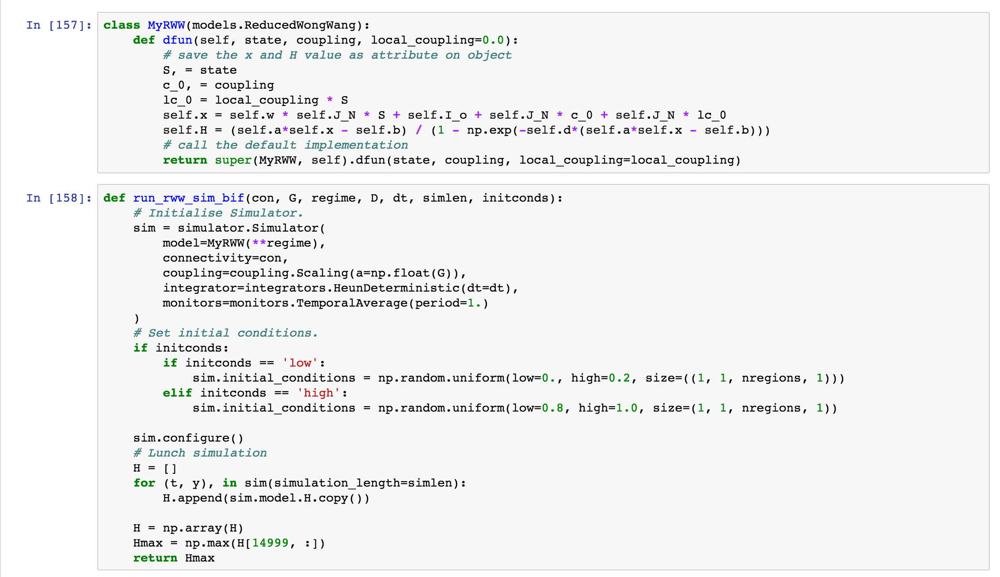 In [157]: class MyRWW(models.ReducedWongWang):
    def dfun(self, state, coupling, local_coupling=0.0):
        # save the x and H value as attribute on object
        S, = state
        c_0, = coupling
        lc_0 = local_coupling * S
        self.x = self.w * self.J_N * S + self.I_o + self.J_N * c_0 + self.J_N * lc_0
        self.H = (self.a*self.x - self.b) / (1 - np.exp(-self.d*(self.a*self.x - self.b)))
        # call the default implementation
        return super(MyRWW, self).dfun(state, coupling, local_coupling=local_coupling)
In [158]: def run_rww_sim_bif(con, G, regime, D, dt, simlen, initconds):
    # Initialise Simulator.
    sim = simulator.Simulator(
        model=MyRWW(**regime),
        connectivity=con,
        coupling=coupling.Scaling(a=np.float(G)),
        integrator=integrators.HeunDeterministic(dt=dt),
        monitors=monitors.TemporalAverage(period=1.)
    )
    # Set initial conditions.
    if initconds:
        if initconds == 'low':
            sim.initial_conditions = np.random.uniform(low=0., high=0.2, size=((1, 1, nregions, 1)))
        elif initconds == 'high':
            sim.initial_conditions = np.random.uniform(low=0.8, high=1.0, size=(1, 1, nregions, 1))
    sim.configure()
    # Lunch simulation
    H = []
    for (t, y), in sim(simulation_length=simlen):
        H.append(sim.model.H.copy())
    H = np.array(H)
    Hmax = np.max(H[14999, :])
    return Hmax